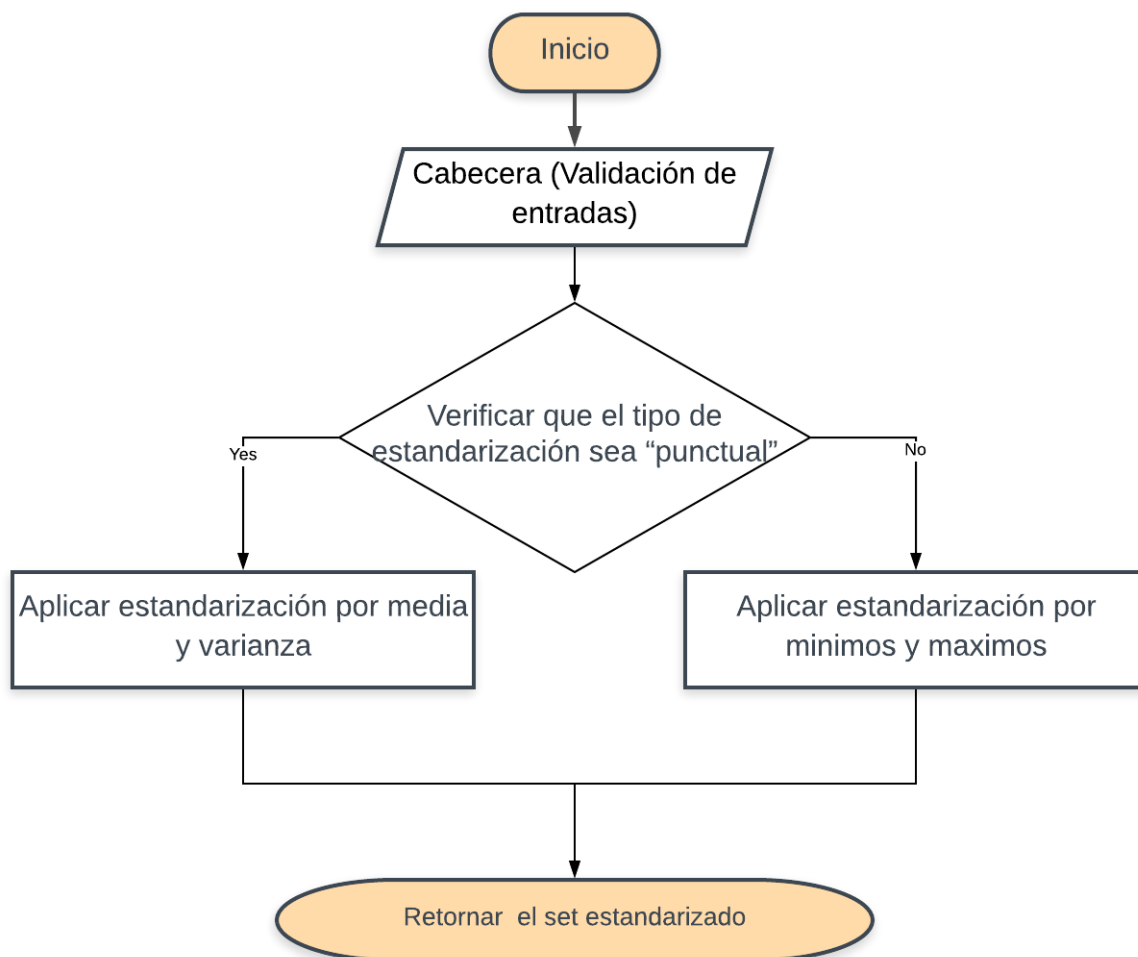 Inicio
Cabecera (Validación de
entradas)
Verificar que el tipo de
estandarización sea “punctual”
Yes
No
Aplicar estandarización por media
y varianza
Aplicar estandarización por
minimos y maximos
Retornar  el set estandarizado